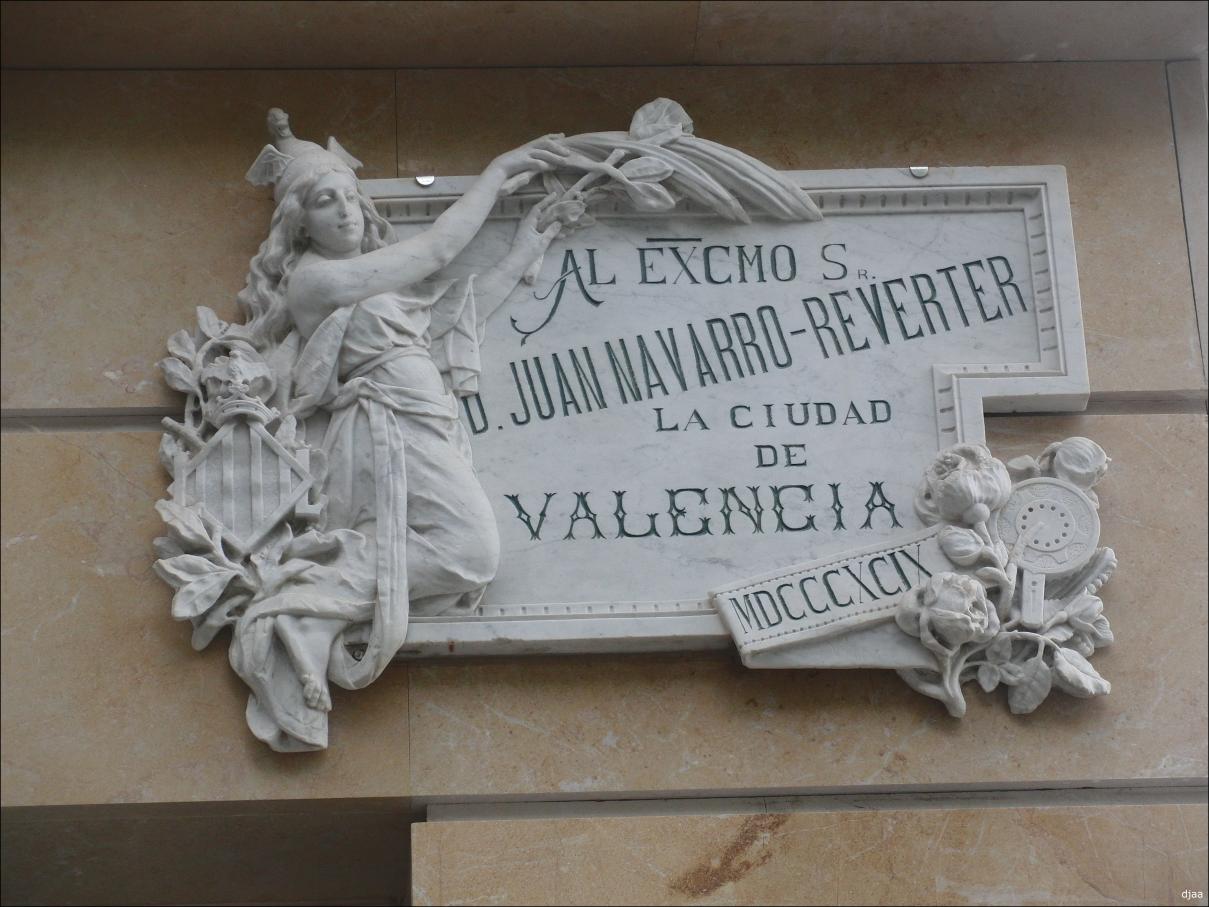 AL EXCMO SR.
D. JUAN NAVARRO-REVERTER
LA CIUDAD
DE
VALENCIA
MDCCCXCIX
djaa